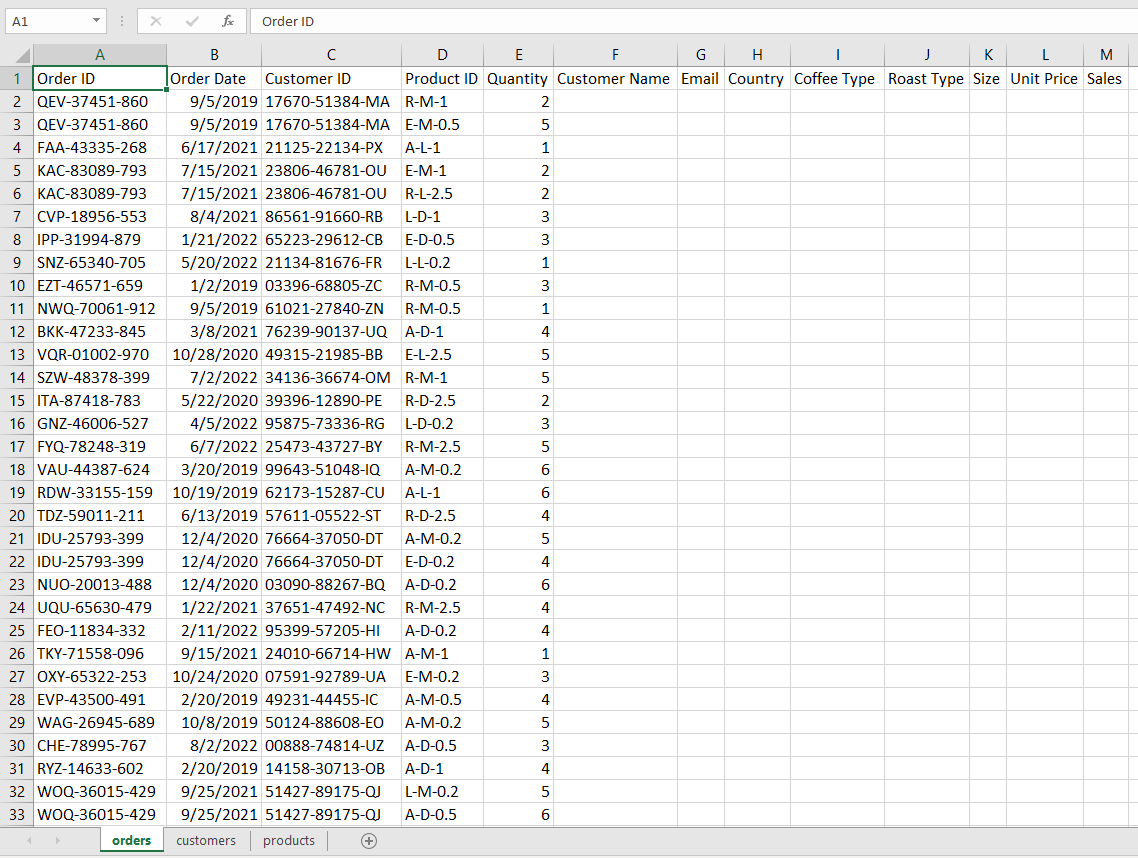 A1 fx Order ID
A B C D E F G H I J K L M
1 Order ID Order Date Customer ID Product ID Quantity Customer Name Email Country Coffee Type Roast Type Size Unit Price Sales
2 QEV-37451-860 9/5/2019 17670-51384-MA R-M-1 2
3 QEV-37451-860 9/5/2019 17670-51384-MA E-M-0.5 5
4 FAA-43335-268 6/17/2021 21125-22134-PX A-L-1 1
5 KAC-83089-793 7/15/2021 23806-46781-OU E-M-1 2
6 KAC-83089-793 7/15/2021 23806-46781-OU R-L-2.5 2
7 CVP-18956-553 8/4/2021 86561-91660-RB L-D-1 3
8 IPP-31994-879 1/21/2022 65223-29612-CB E-D-0.5 3
9 SNZ-65340-705 5/20/2022 21134-81676-FR L-L-0.2 1
10 EZT-46571-659 1/2/2019 03396-68805-ZC R-M-0.5 3
11 NWQ-70061-912 9/5/2019 61021-27840-ZN R-M-0.5 1
12 BKK-47233-845 3/8/2021 76239-90137-UQ A-D-1 4
13 VQR-01002-970 10/28/2020 49315-21985-BB E-L-2.5 5
14 SZW-48378-399 7/2/2022 34136-36674-OM R-M-1 5
15 ITA-87418-783 5/22/2020 39396-12890-PE R-D-2.5 2
16 GNZ-46006-527 4/5/2022 95875-73336-RG L-D-0.2 3
17 FYQ-78248-319 6/7/2022 25473-43727-BY R-M-2.5 5
18 VAU-44387-624 3/20/2019 99643-51048-IQ A-M-0.2 6
19 RDW-33155-159 10/19/2019 62173-15287-CU A-L-1 6
20 TDZ-59011-211 6/13/2019 57611-05522-ST R-D-2.5 4
21 IDU-25793-399 12/4/2020 76664-37050-DT A-M-0.2 5
22 IDU-25793-399 12/4/2020 76664-37050-DT E-D-0.2 4
23 NUO-20013-488 12/4/2020 03090-88267-BQ A-D-0.2 6
24 UQU-65630-479 1/22/2021 37651-47492-NC R-M-2.5 4
25 FEO-11834-332 2/11/2022 95399-57205-HI A-D-0.2 4
26 TKY-71558-096 9/15/2021 24010-66714-HW A-M-1 1
27 OXY-65322-253 10/24/2020 07591-92789-UA E-M-0.2 3
28 EVP-43500-491 2/20/2019 49231-44455-IC A-M-0.5 4
29 WAG-26945-689 10/8/2019 50124-88608-EO A-M-0.2 5
30 CHE-78995-767 8/2/2022 00888-74814-UZ A-D-0.5 3
31 RYZ-14633-602 2/20/2019 14158-30713-OB A-D-1 4
32 WOQ-36015-429 9/25/2021 51427-89175-QJ L-M-0.2 5
33 WOQ-36015-429 9/25/2021 51427-89175-QJ A-D-0.5 6
orders customers products